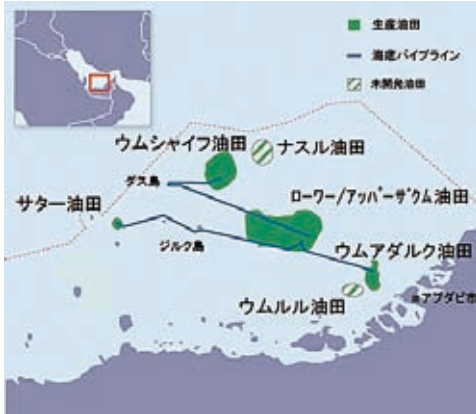 生産油田
海底パイプライン
未開発油田
ウムシャイフ油田
ナスル油田
ダス島
ローワー/アッパーザクム油田
サター油田
ジルク島
ウムアダルク油田
ウムルル油田
アブダビ市